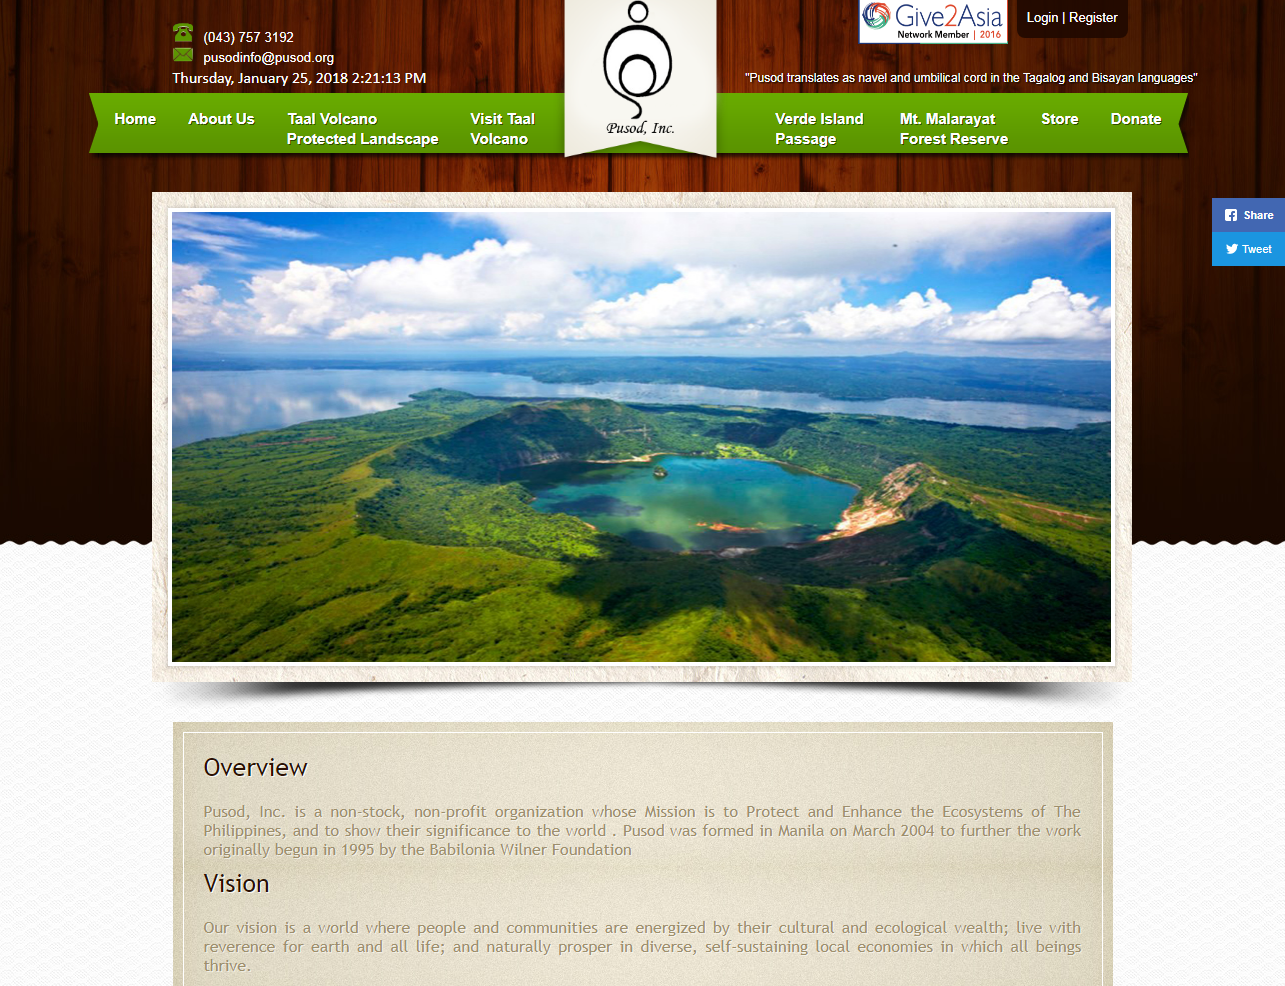 (043) 757 3192
pusodinfo@pusod.org
Thursday, January 25, 2018 2:21:13 PM
Give2Asia
Network Member | 2016
Login | Register
"Pusod translates as navel and umbilical cord in the Tagalog and Bisayan languages"
Home
About Us
Taal Volcano
Protected Landscape
Visit Taal
Volcano
Pusod, Inc.
Verde Island
Passage
Mt. Malarayat
Forest Reserve
Store
Donate
Share
Tweet
Overview
Pusod, Inc. is a non-stock, non-profit organization whose Mission is to Protect and Enhance the Ecosystems of The
Philippines, and to show their significance to the world . Pusod was formed in Manila on March 2004 to further the work
originally begun in 1995 by the Babilonia Wilner Foundation
Vision
Our vision is a world where people and communities are energized by their cultural and ecological wealth; live with
reverence for earth and all life; and naturally prosper in diverse, self-sustaining local economies in which all beings
thrive.